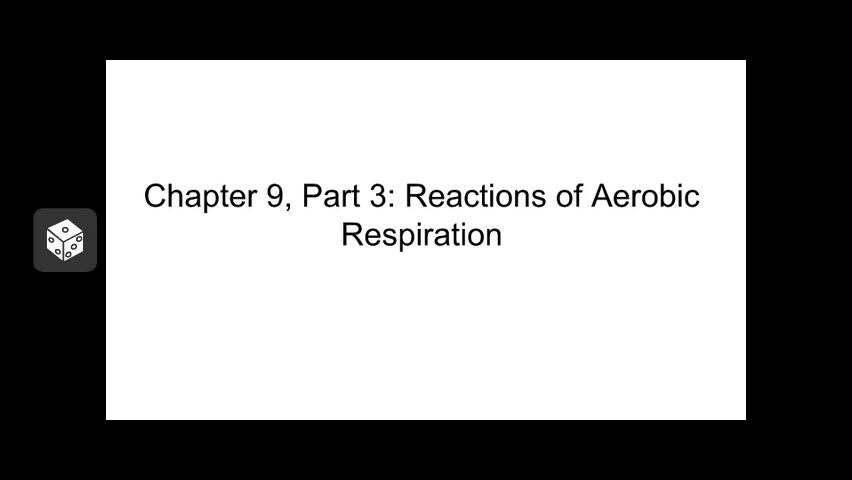 Chapter 9, Part 3: Reactions of Aerobic
Respiration